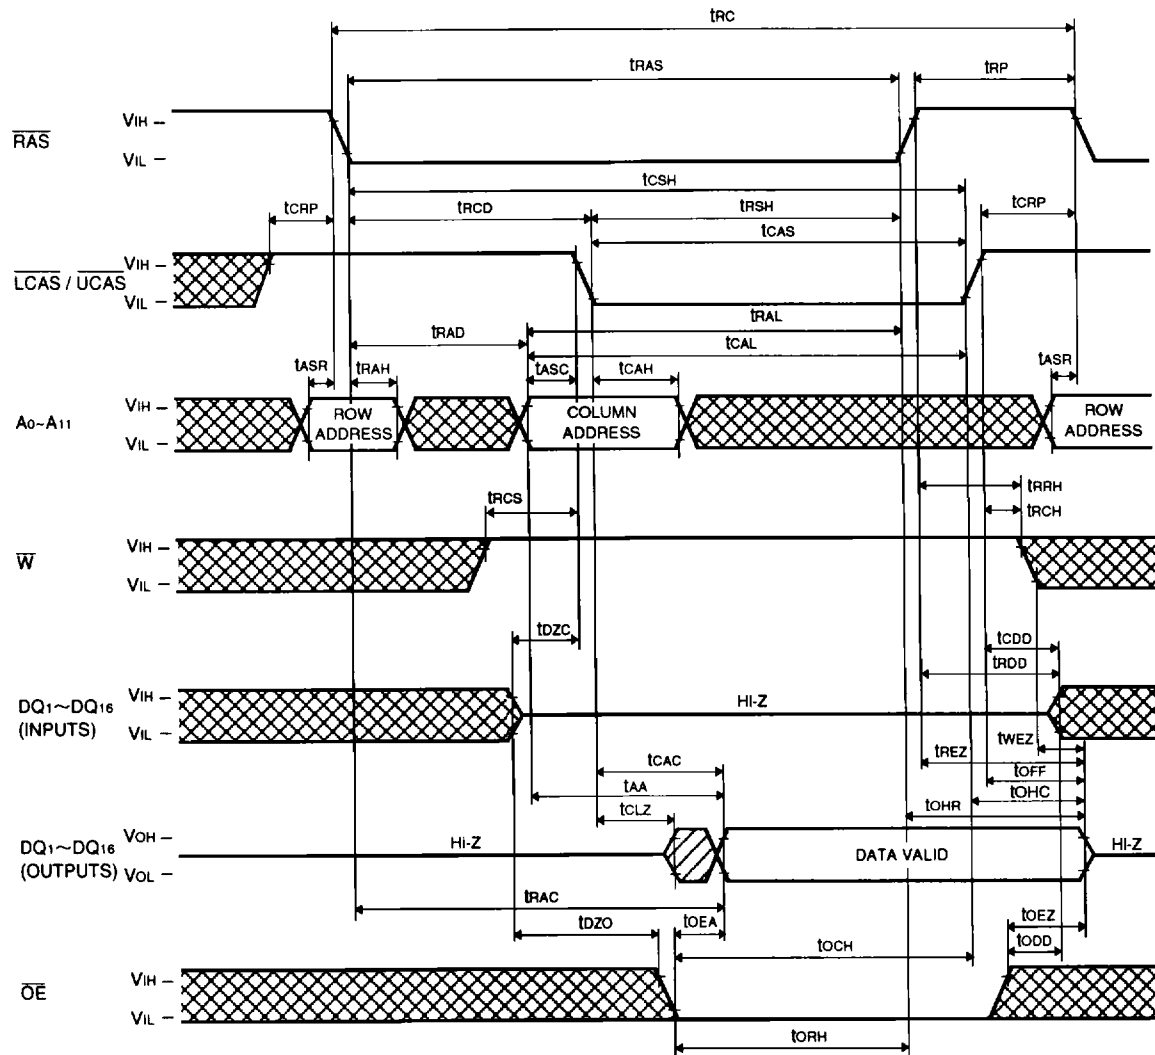 tRC
tRAS tRP
RAS VIH
VIL
tCSH
tCRP tRCD tRSH tCRP
tCAS
LCAS / UCAS VIH
VIL
tRAL
tRAD tCAL
tASR tRAH tASC tCAH tASR
A0~A11 VIH ROW ADDRESS COLUMN ADDRESS ROW ADDRESS
VIL
tRRH
tRCS tRCH
W VIH
VIL
tDZC tCDD
tRDD
DQ1~DQ16 (INPUTS) VIH HI-Z
VIL
tWEZ
tREZ
tCAC tOFF
tAA tOHC
tCLZ tOHR
DQ1~DQ16 (OUTPUTS) VOH HI-Z DATA VALID HI-Z
VOL
tRAC
tDZO tOEA tOEZ
tOCH tODD
OE VIH
VIL
tORH